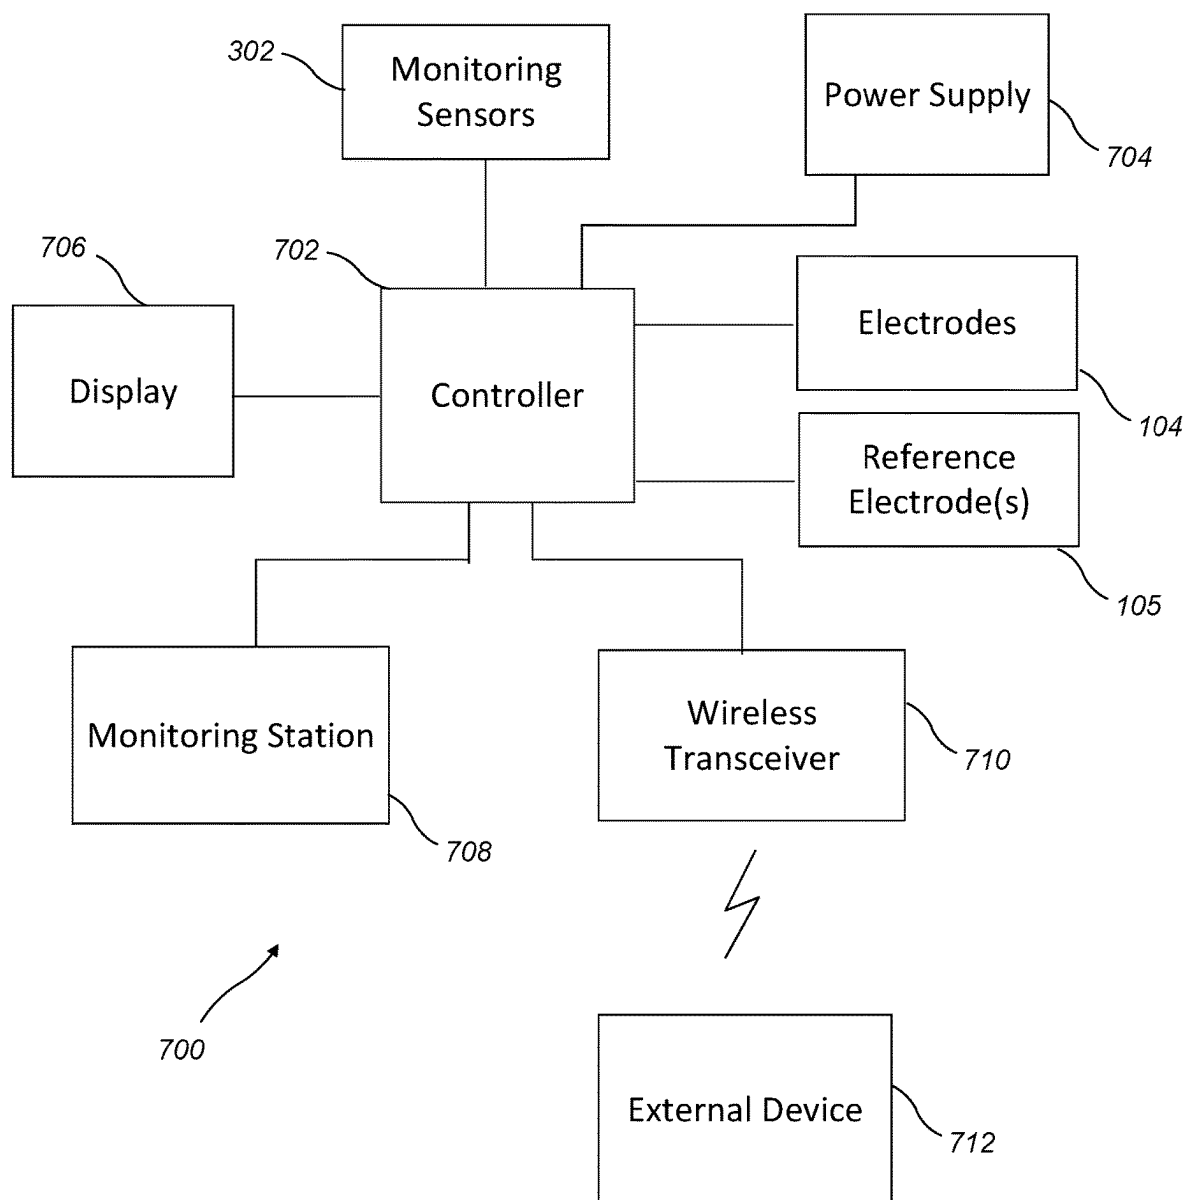 302
Monitoring
Sensors
Power Supply
704
706
702
Display
Controller
Electrodes
104
Reference
Electrode(s)
105
Monitoring Station
708
Wireless
Transceiver
710
700
External Device
712